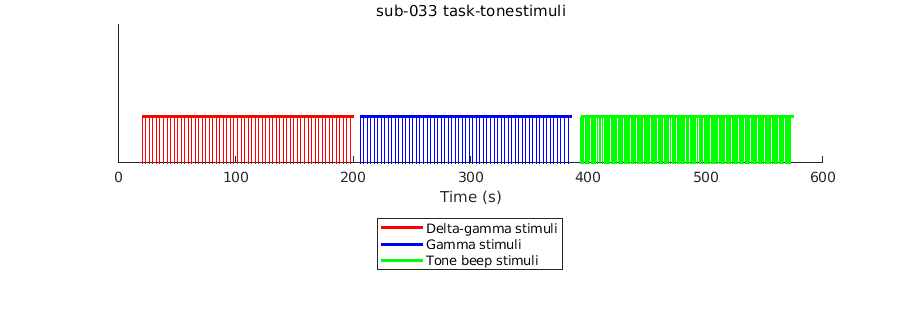 sub-033 task-tonestimuli
0 100 200 300 400 500 600
Time (s)
Delta-gamma stimuli
Gamma stimuli
Tone beep stimuli